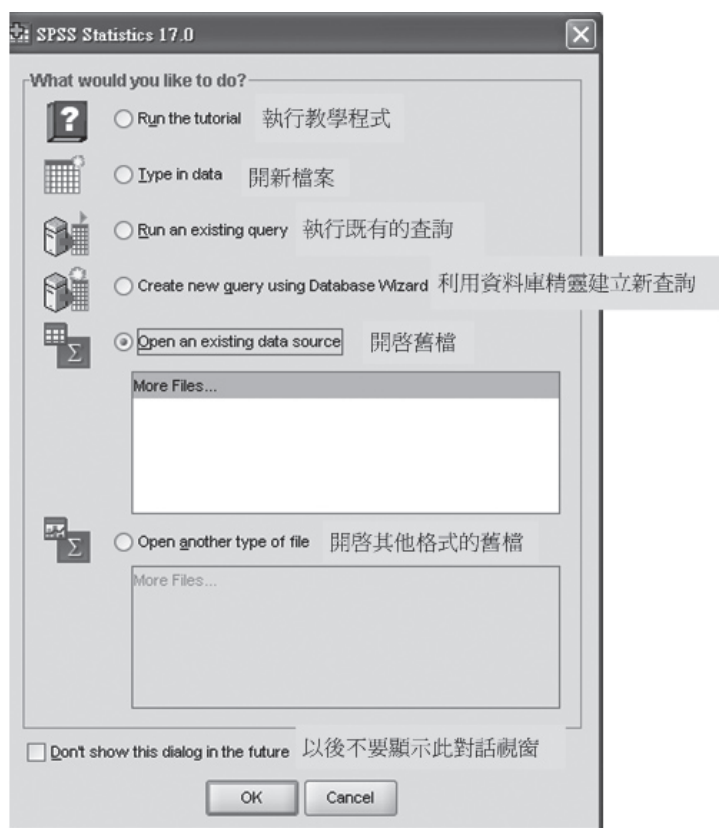 SPSS Statistics 17.0
What would you like to do?
Run the tutorial 執行教學程式
Type in data 開新檔案
Run an existing query 執行既有的查詢
Create new query using Database Wizard 利用資料庫精靈建立新查詢
Open an existing data source 開啓舊檔
More Files...
Open another type of file 開啓其他格式的舊檔
More Files...
Don't show this dialog in the future 以後不要顯示此對話視窗
OK Cancel